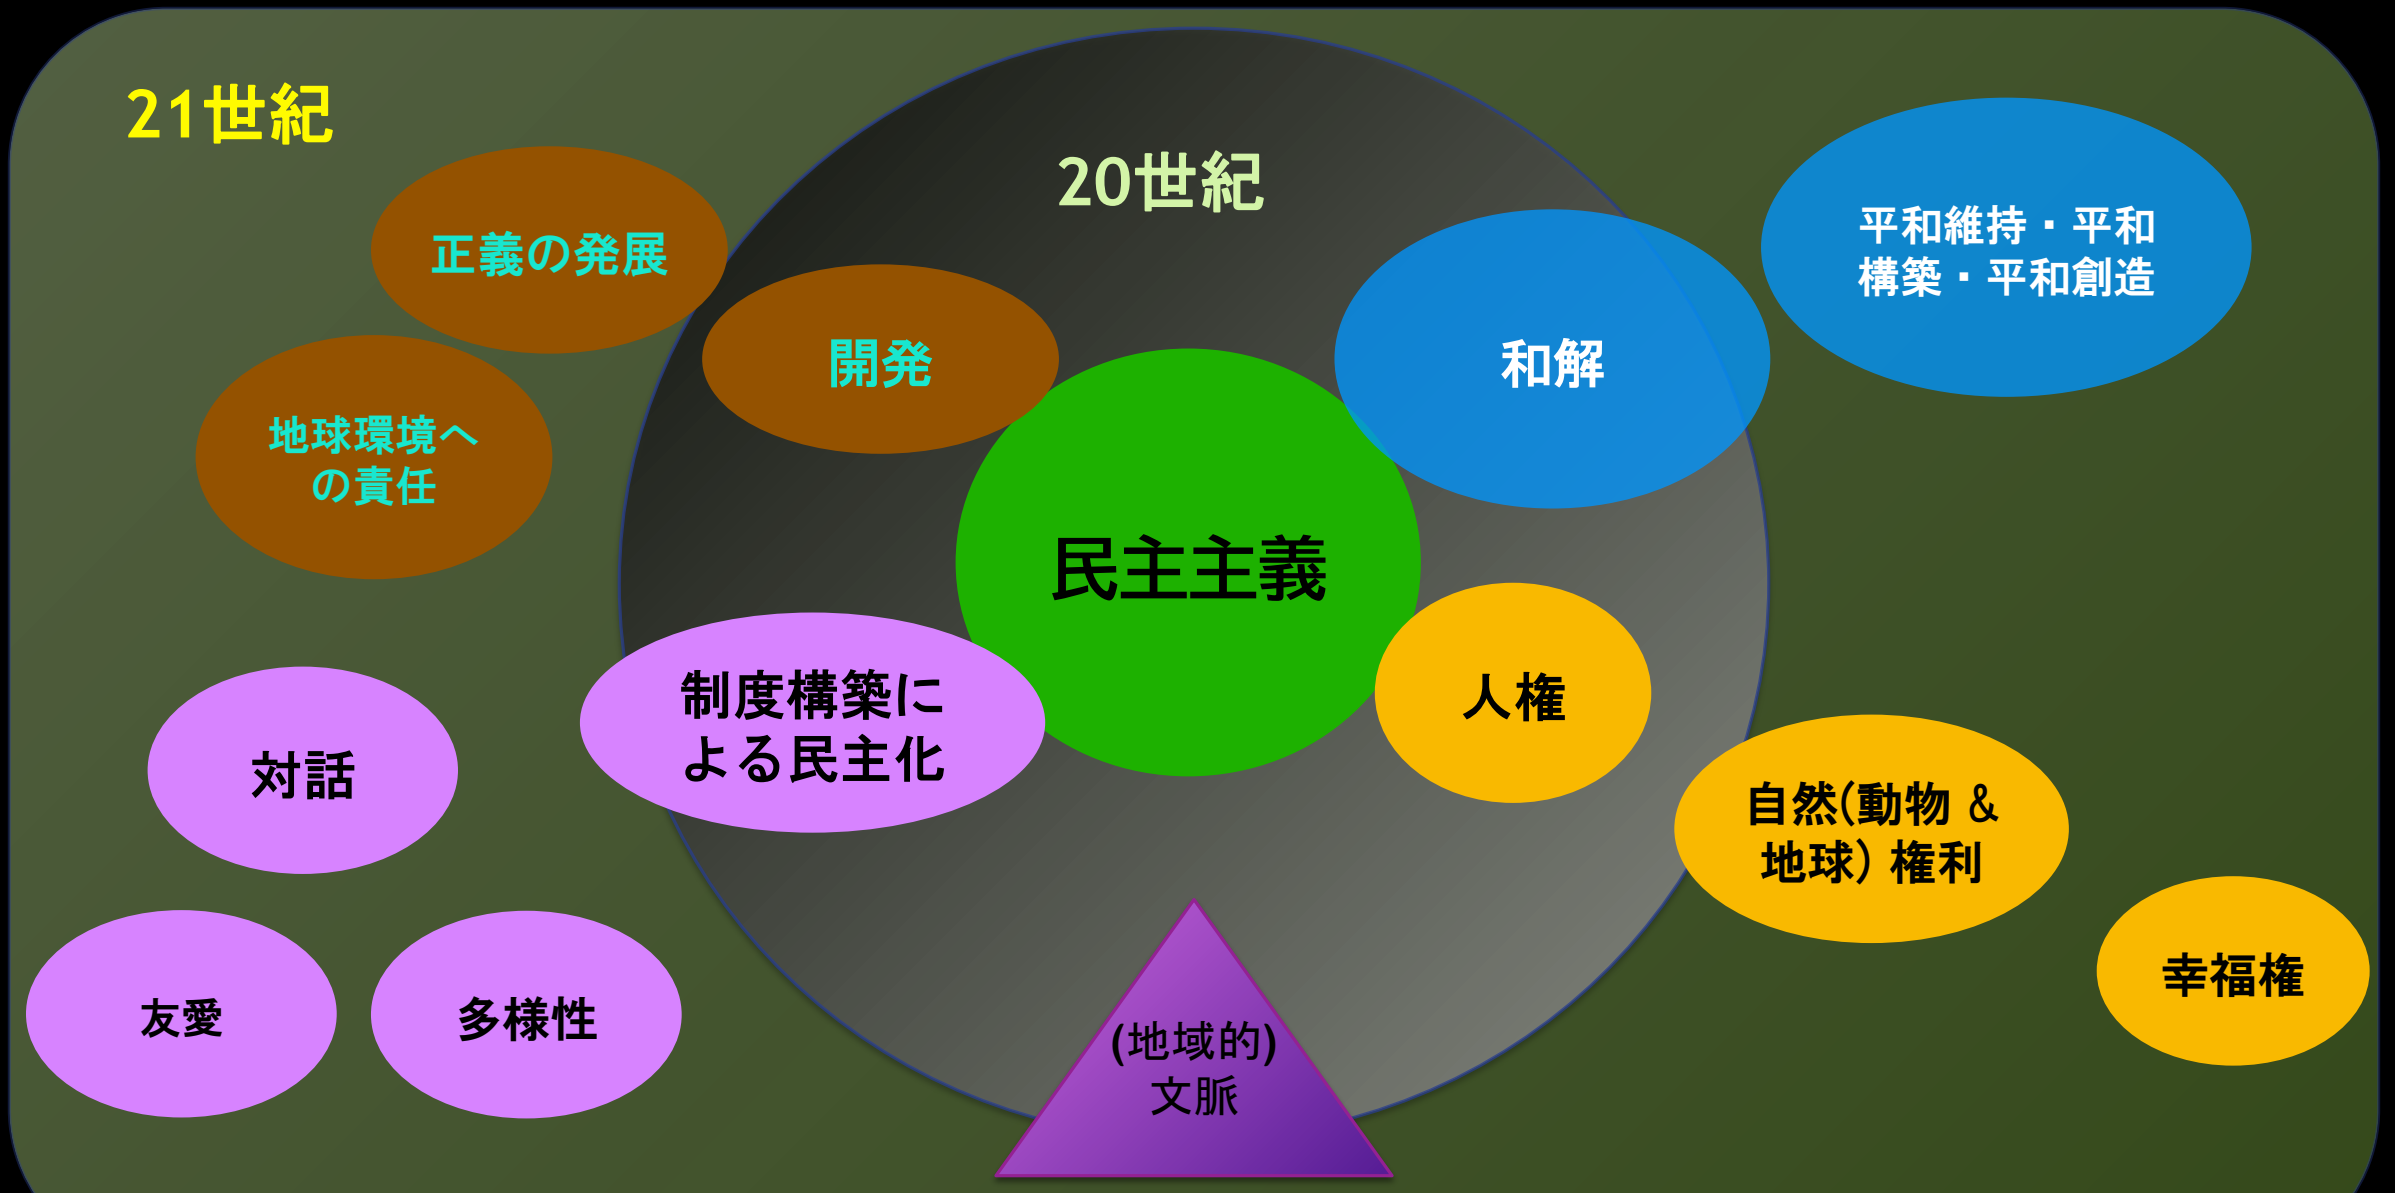 21世紀
20世紀
正義の発展
開発
和解
平和維持・平和
構築・平和創造
地球環境へ
の責任
民主主義
制度構築に
よる民主化
人権
対話
自然(動物 &
地球) 権利
友愛
多様性
幸福権
(地域的)
文脈